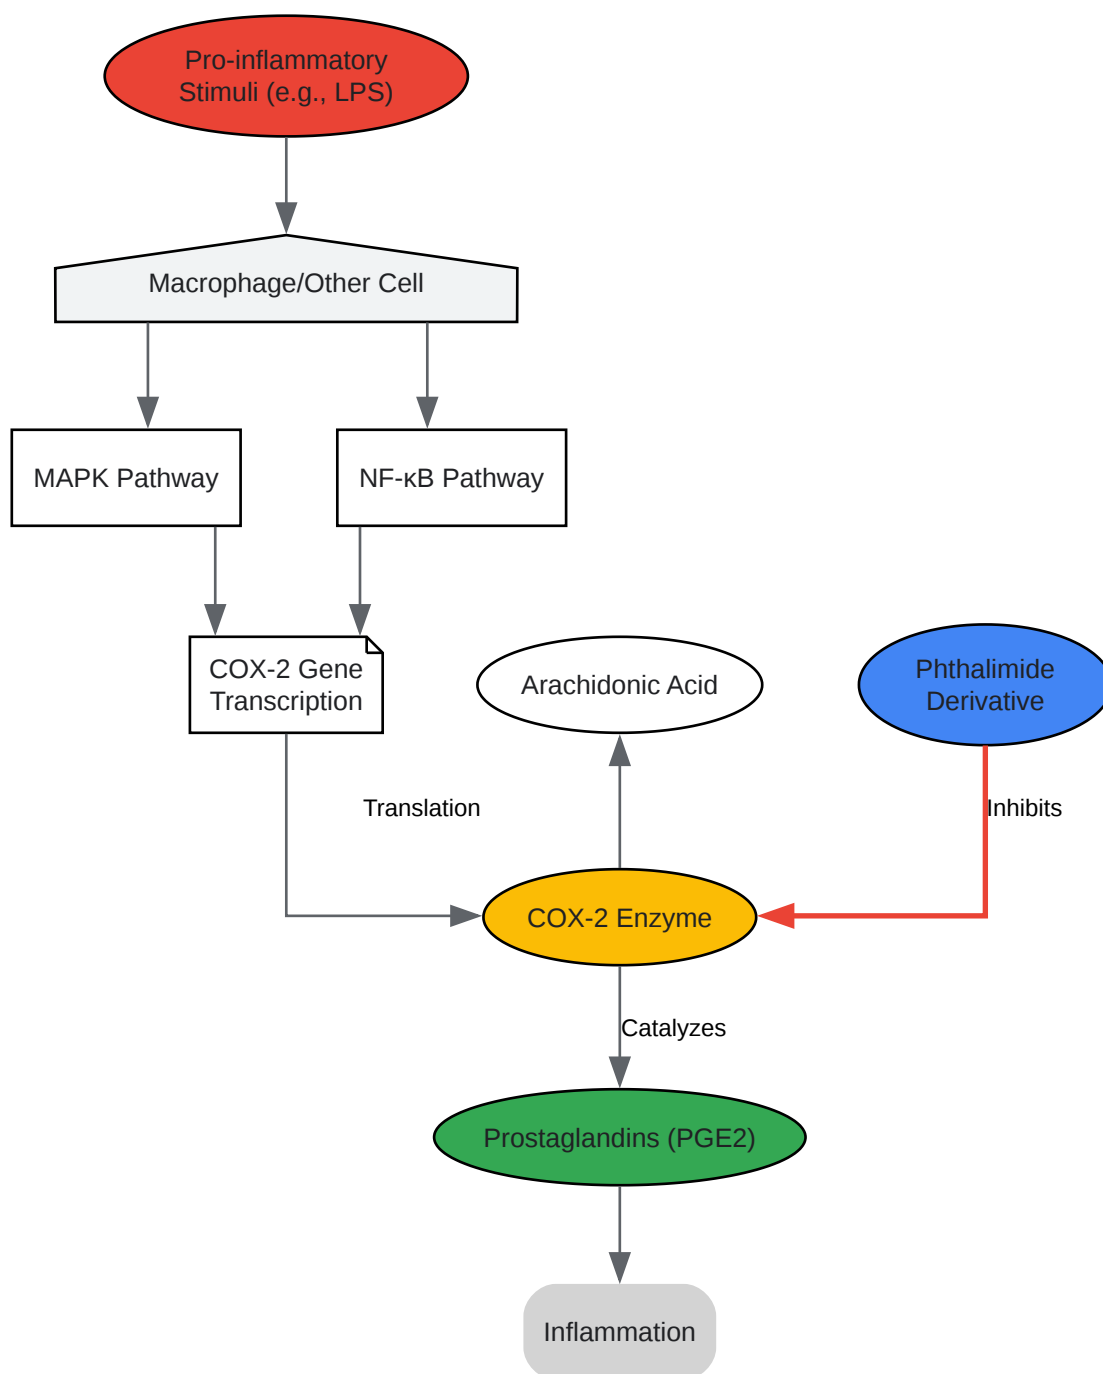 Pro-inflammatory
Stimuli (e.g., LPS)
Macrophage/Other Cell
MAPK Pathway
NF-κB Pathway
COX-2 Gene
Transcription
Arachidonic Acid
Phthalimide
Derivative
Translation
Inhibits
COX-2 Enzyme
Catalyzes
Prostaglandins (PGE2)
Inflammation